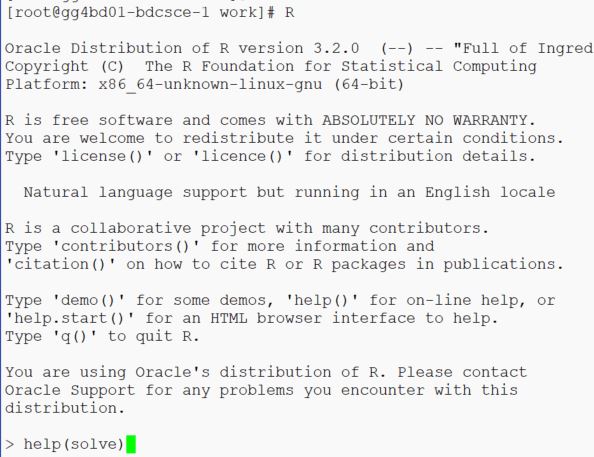 [root@gg4bd01-bdcsce-1 work]# R
Oracle Distribution of R version 3.2.0  (--) -- "Full of Ingred
Copyright (C)  The R Foundation for Statistical Computing
Platform: x86_64-unknown-linux-gnu (64-bit)
R is free software and comes with ABSOLUTELY NO WARRANTY.
You are welcome to redistribute it under certain conditions.
Type 'license()' or 'licence()' for distribution details.
Natural language support but running in an English locale
R is a collaborative project with many contributors.
Type 'contributors()' for more information and
'citation()' on how to cite R or R packages in publications.
Type 'demo()' for some demos, 'help()' for on-line help, or
'help.start()' for an HTML browser interface to help.
Type 'q()' to quit R.
You are using Oracle's distribution of R. Please contact
Oracle Support for any problems you encounter with this
distribution.
> help(solve)